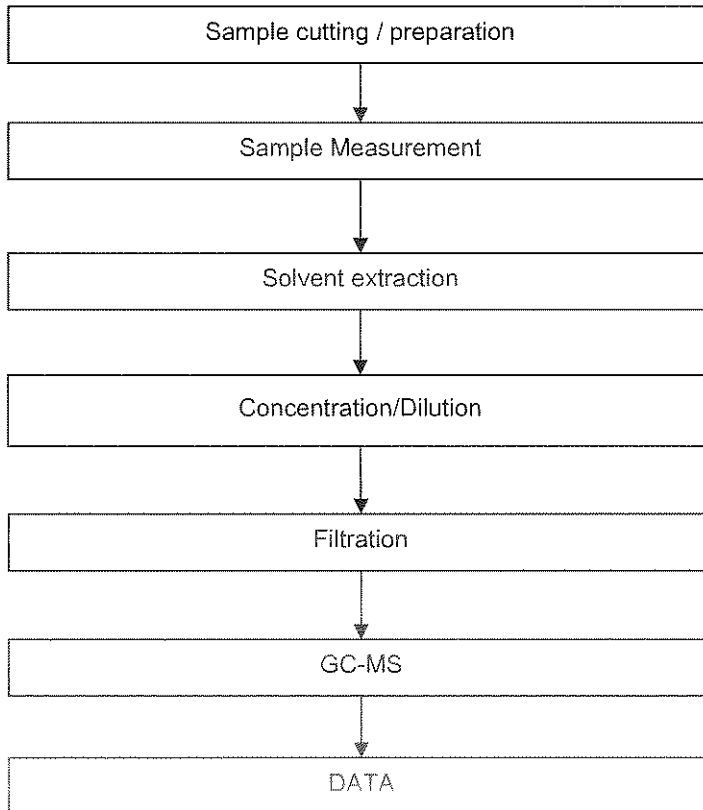 Sample cutting / preparation
Sample Measurement
Solvent extraction
Concentration/Dilution
Filtration
GC-MS
DATA